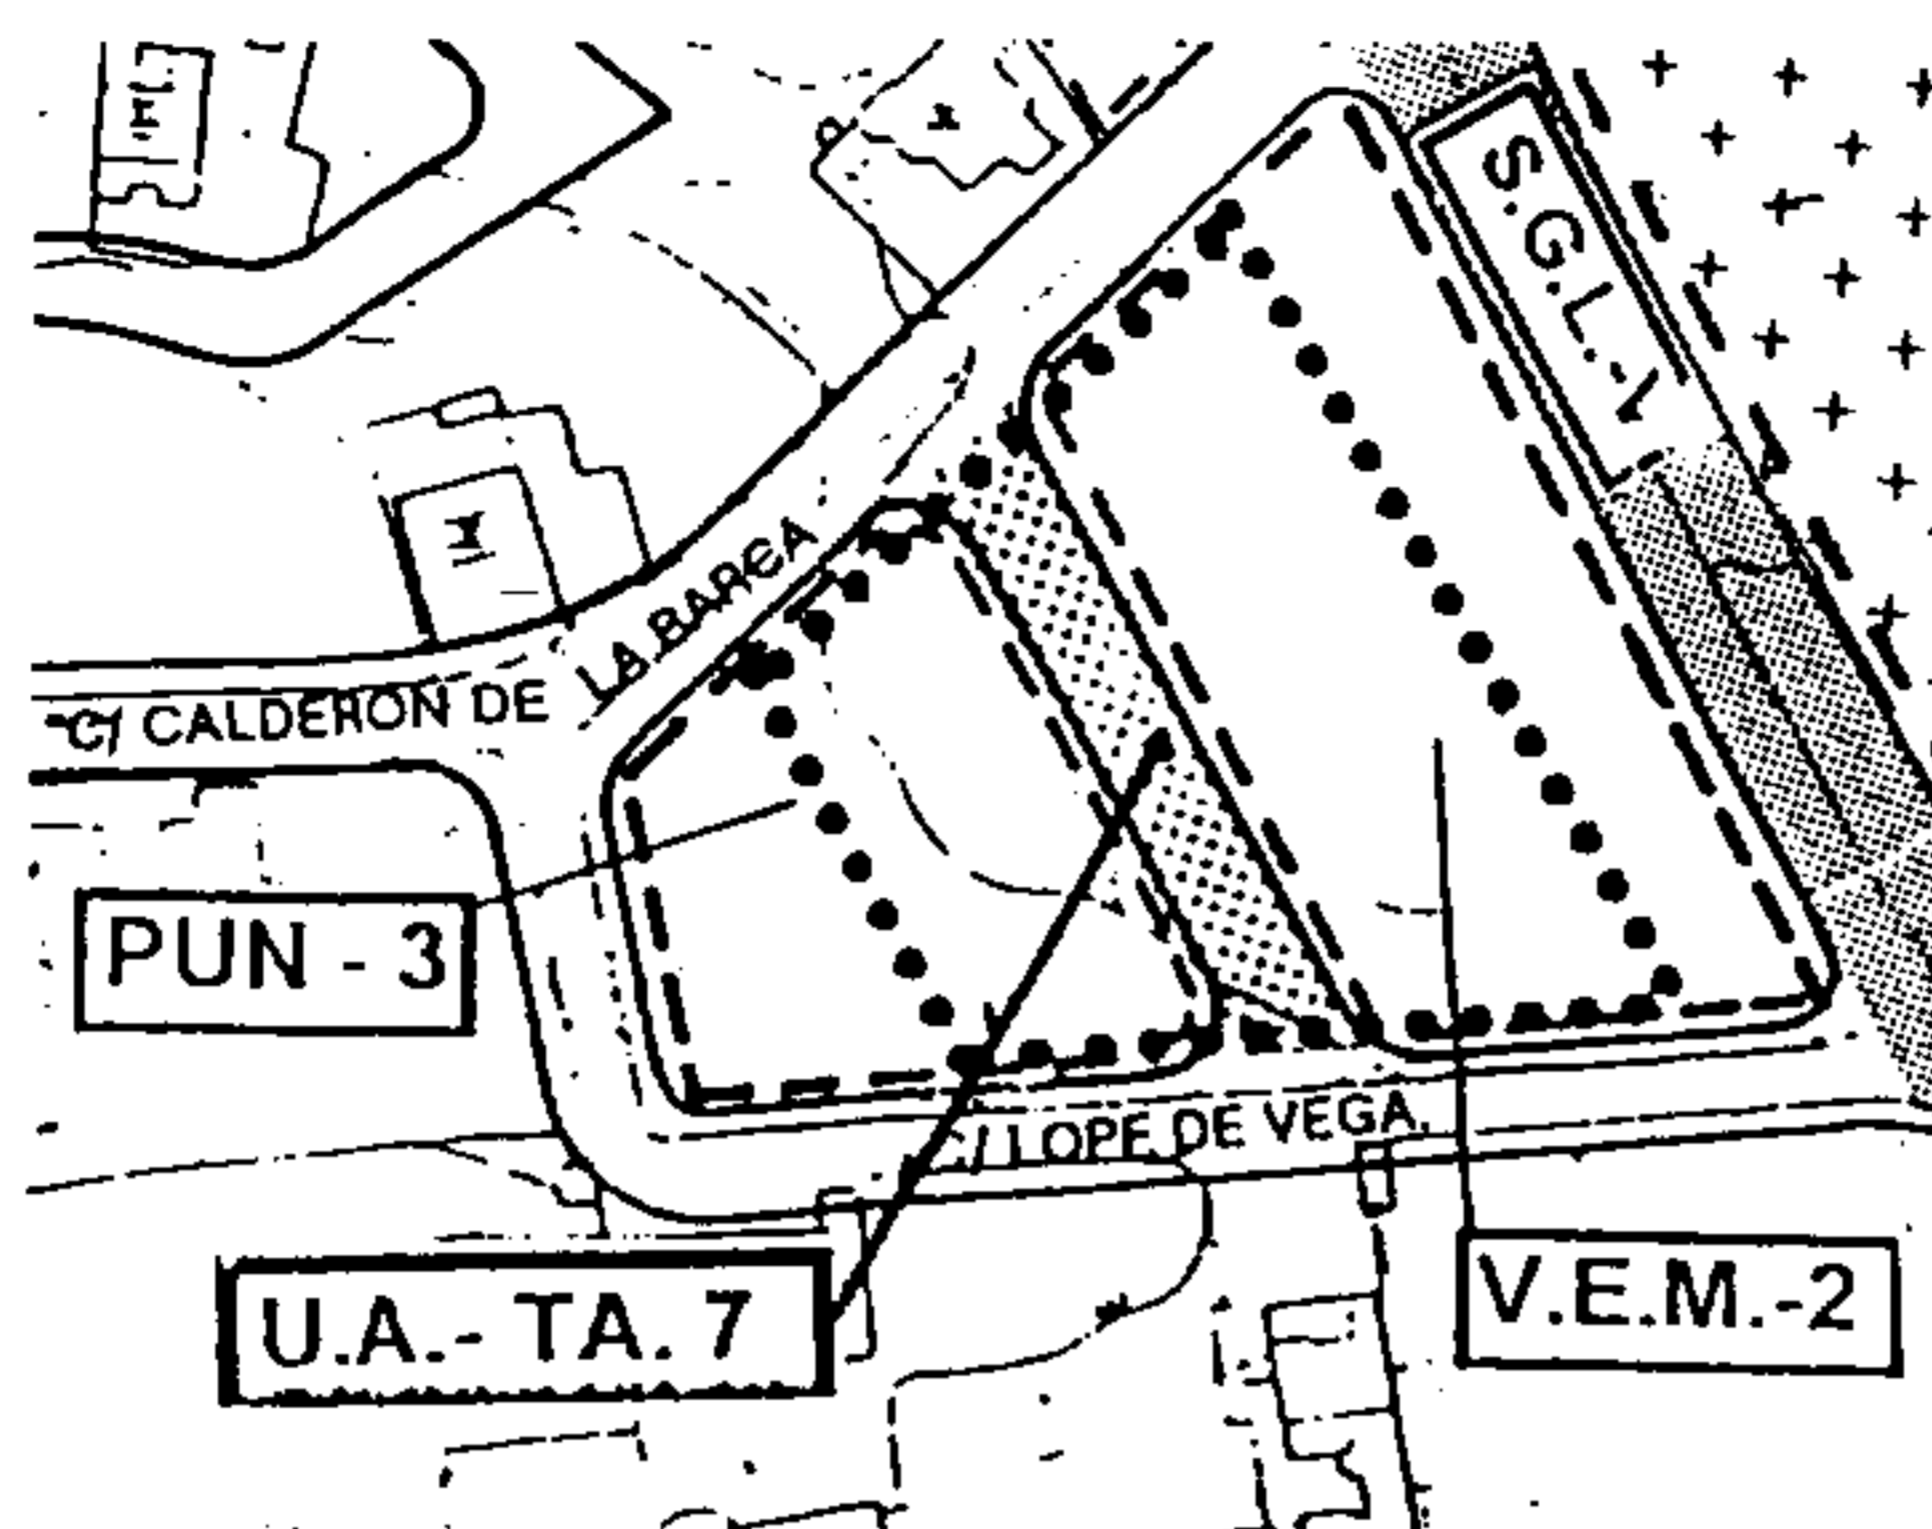 S.G.L.-1
C/ CALDERON DE LA BARCA
PUN - 3
C/ LOPE DE VEGA.
U.A.- TA. 7
V.E.M.-2